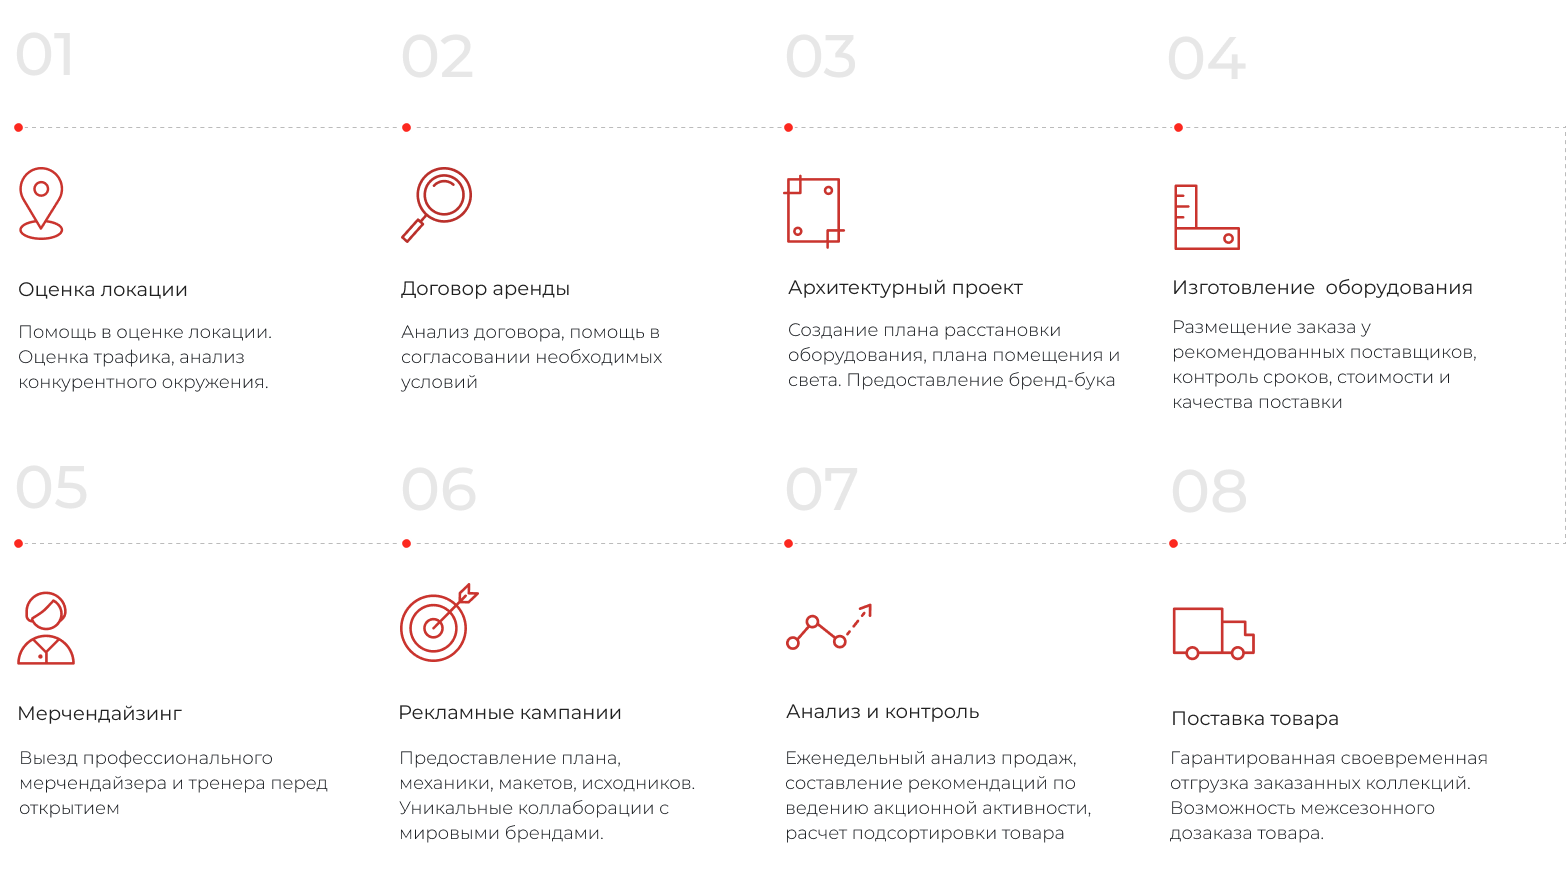 01
02
03
04
Оценка локации
Помощь в оценке локации.
Оценка трафика, анализ
конкурентного окружения.
Договор аренды
Анализ договора, помощь в
согласовании необходимых
условий
Архитектурный проект
Создание плана расстановки
оборудования, плана помещения и
света. Предоставление бренд-бука
Изготовление  оборудования
Размещение заказа у
рекомендованных поставщиков,
контроль сроков, стоимости и
качества поставки
05
06
07
08
Мерчендайзинг
Выезд профессионального
мерчендайзера и тренера перед
открытием
Рекламные кампании
Предоставление плана,
механики, макетов, исходников.
Уникальные коллаборации с
мировыми брендами.
Анализ и контроль
Еженедельный анализ продаж,
составление рекомендаций по
ведению акционной активности,
расчет подсортировки товара
Поставка товара
Гарантированная своевременная
отгрузка заказанных коллекций.
Возможность межсезонного
дозаказа товара.